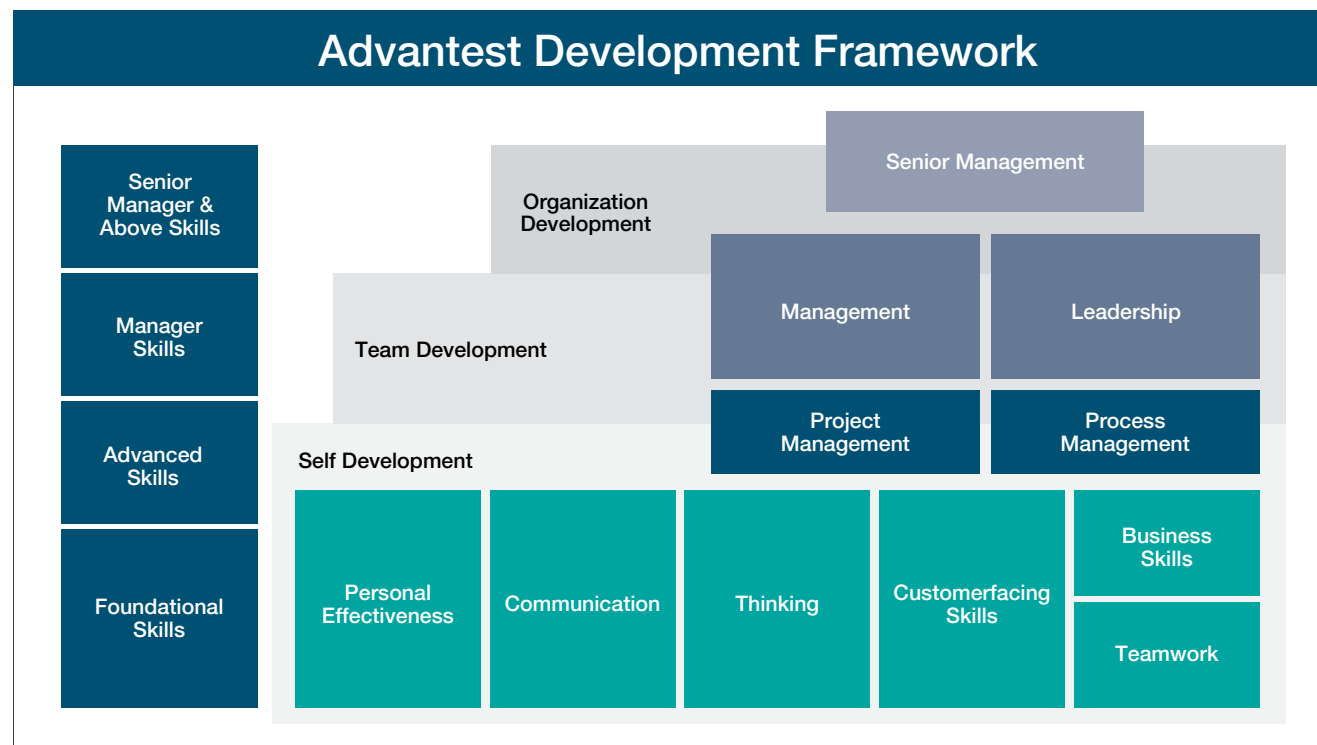 Advantest Development Framework
Senior
Manager &
Above Skills
Manager
Skills
Advanced
Skills
Foundational
Skills
Organization
Development
Senior Management
Team Development
Management
Leadership
Self Development
Project
Management
Process
Management
Personal
Effectiveness
Communication
Thinking
Customerfacing
Skills
Business
Skills
Teamwork